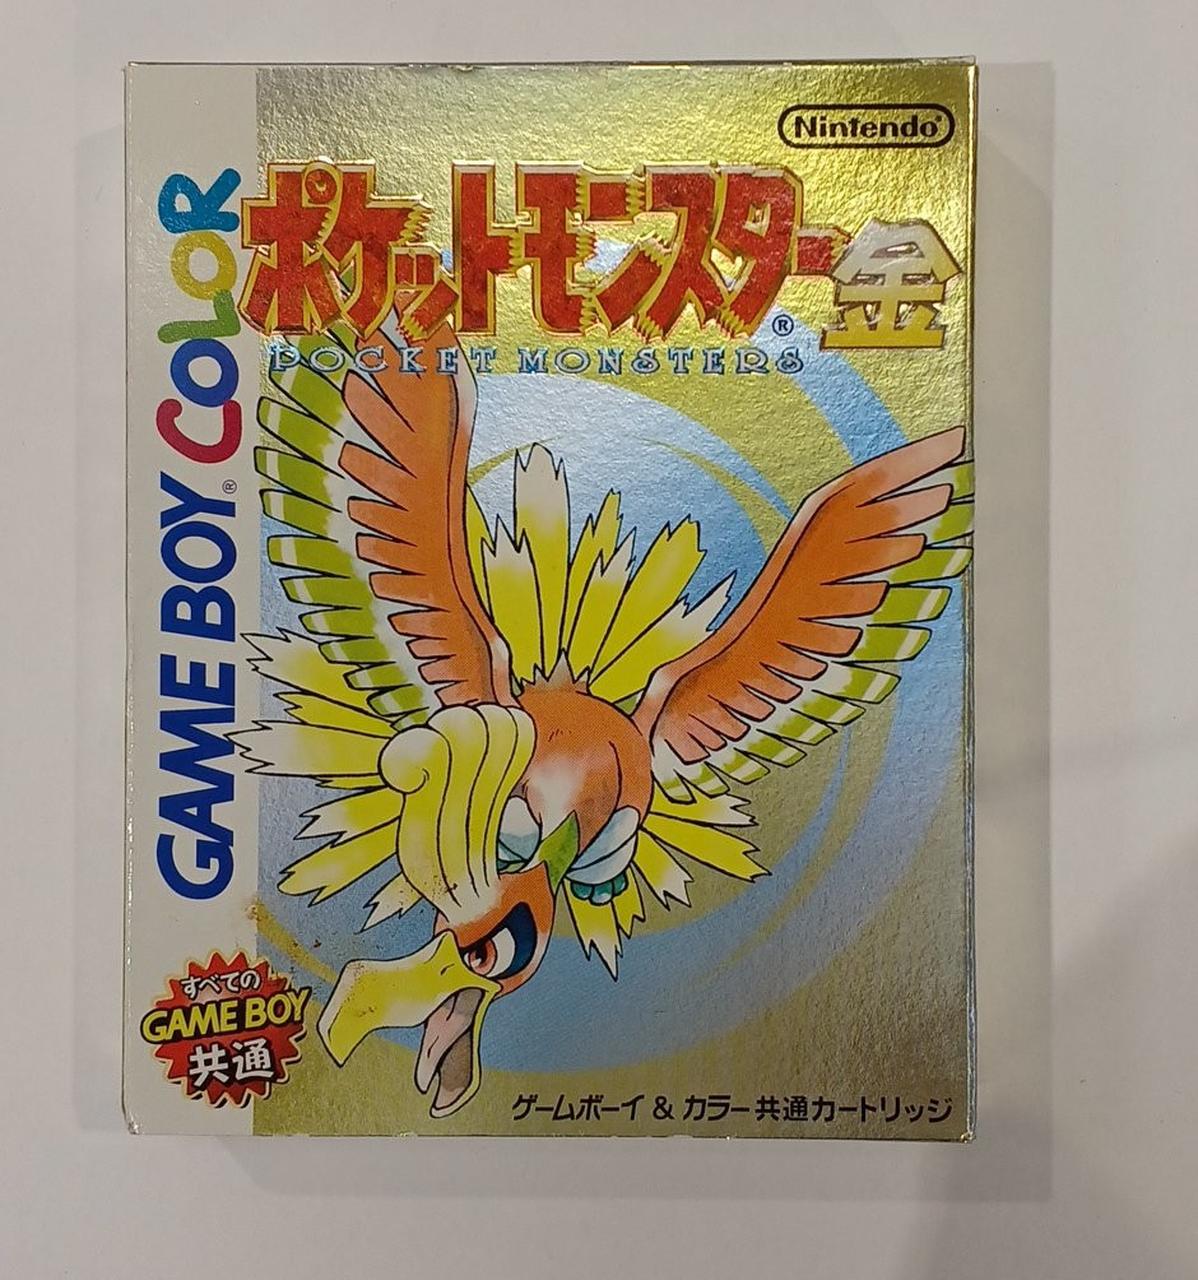 Nintendo®
ポケットモンスター金
®
POCKET MONSTERS
GAME BOY COLOR
®
すべての
GAME BOY
共通
ゲームボーイ & カラー共通カートリッジ